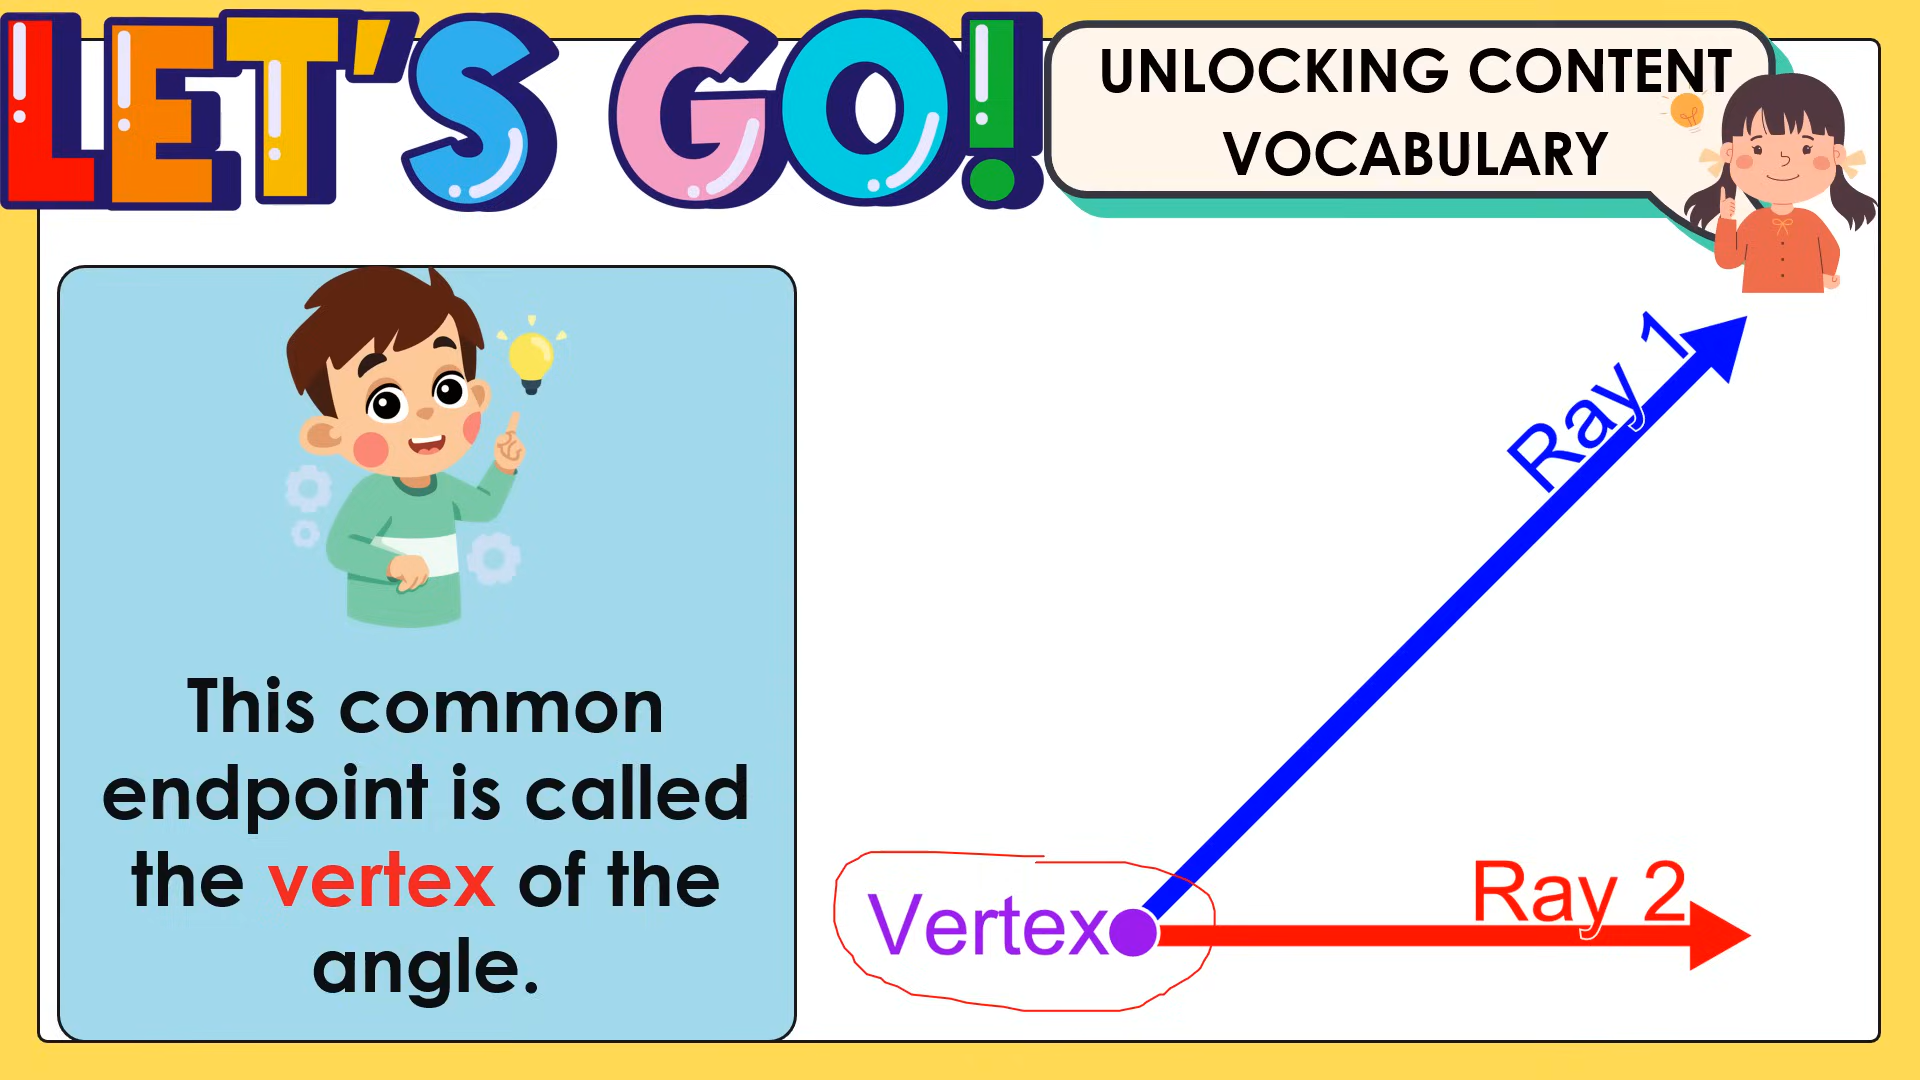 LET'S GO!
UNLOCKING CONTENT
VOCABULARY
This common
endpoint is called
the vertex of the
angle.
Ray 1
Vertex
Ray 2